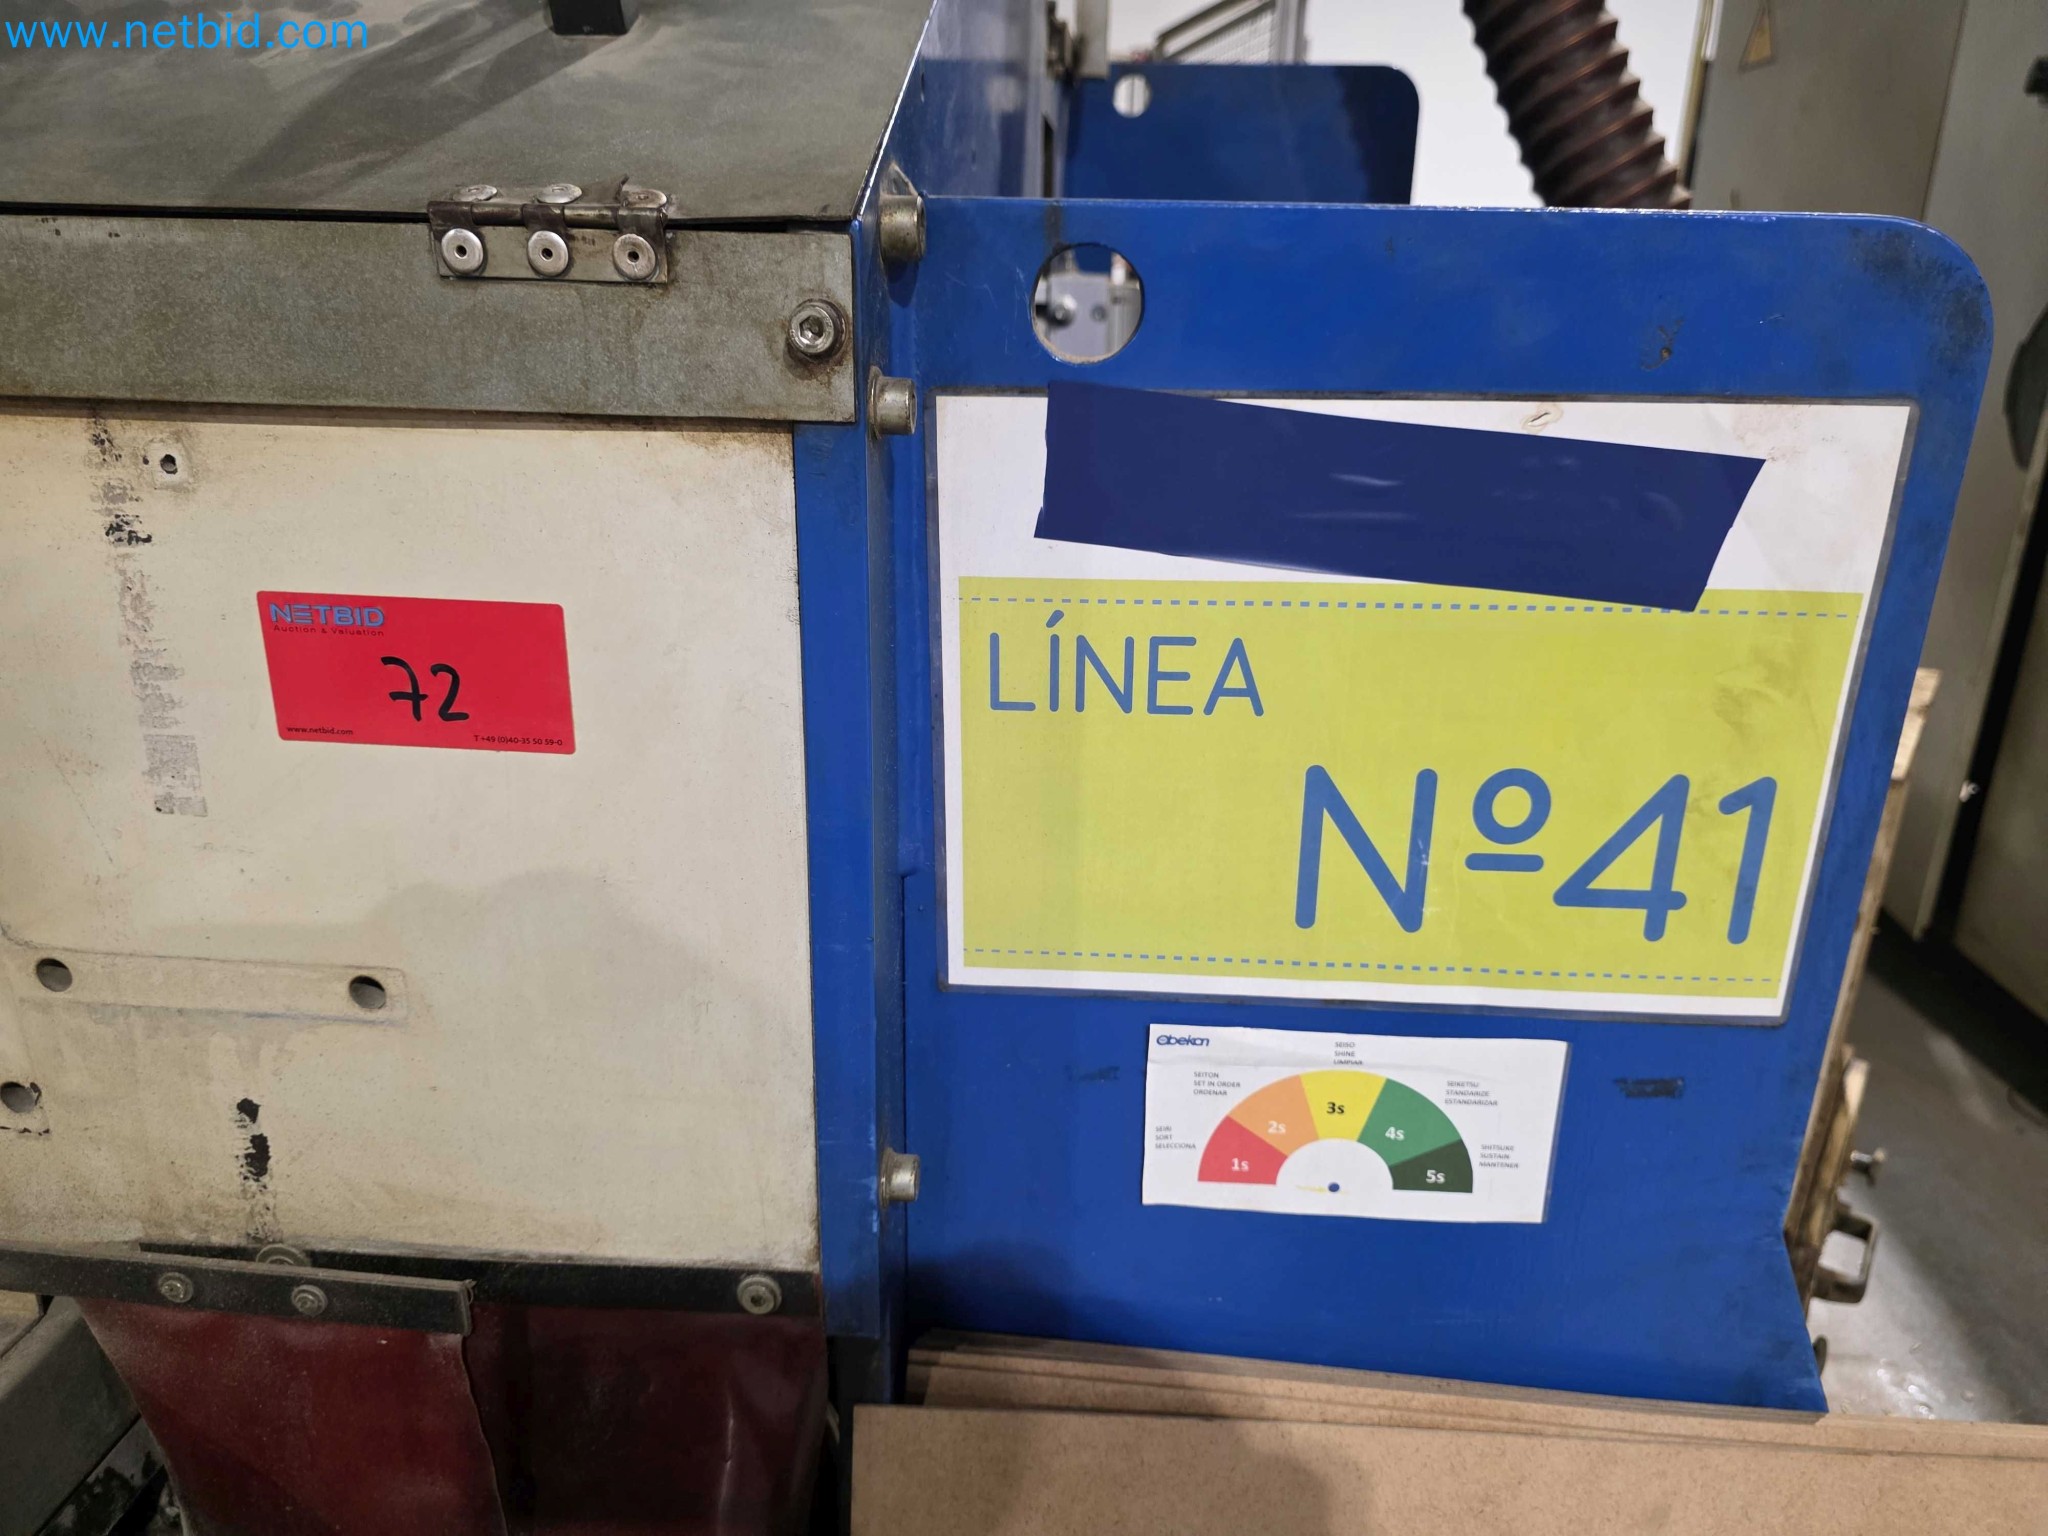 www.netbid.com
NETBID
Auction & Valuation
72
www.netbid.com
T +49 (0)40-35 50 59-0
LÍNEA
Nº41
Abekon
SEISO
SHINE
LIMPIAR
SEITON
SET IN ORDER
ORDENAR
SEIKETSU
STANDARIZE
ESTANDARIZAR
SEIRI
SORT
SELECCIONA
SHITSUKE
SUSTAIN
MANTENER
1s
2s
3s
4s
5s